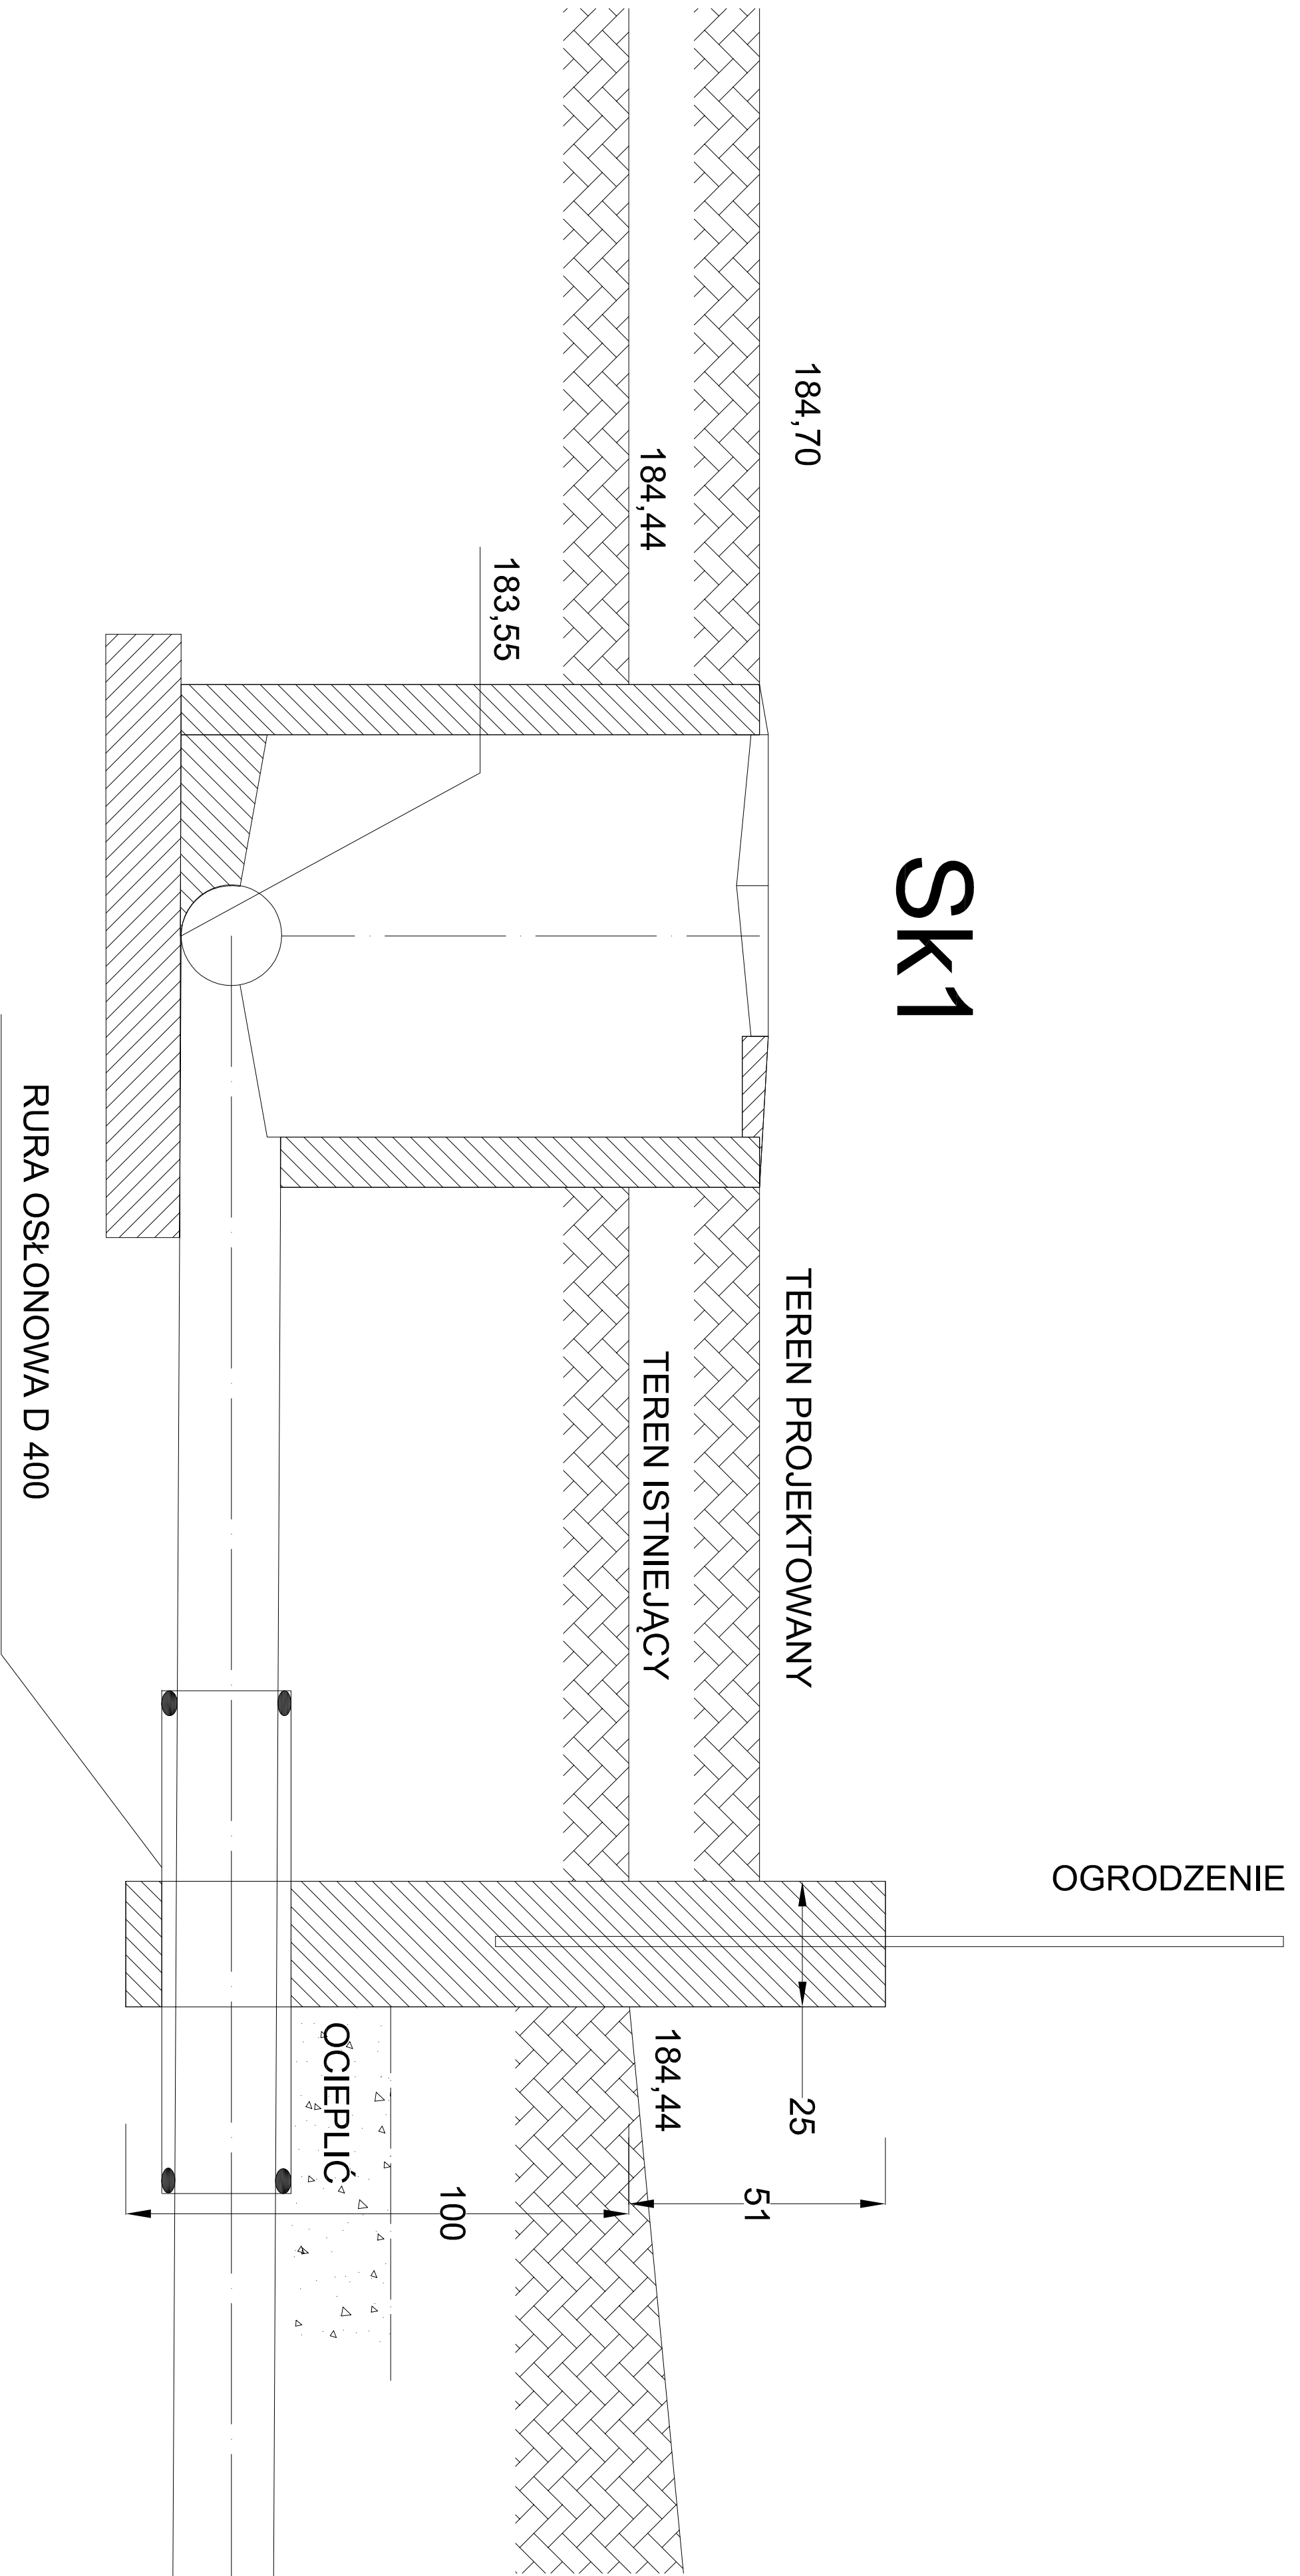 Sk1
OGRODZENIE
184,70
TEREN PROJEKTOWANY
25
184,44
TEREN ISTNIEJĄCY
184,44
51
183,55
100
OCIEPLIĆ
RURA OSŁONOWA D 400